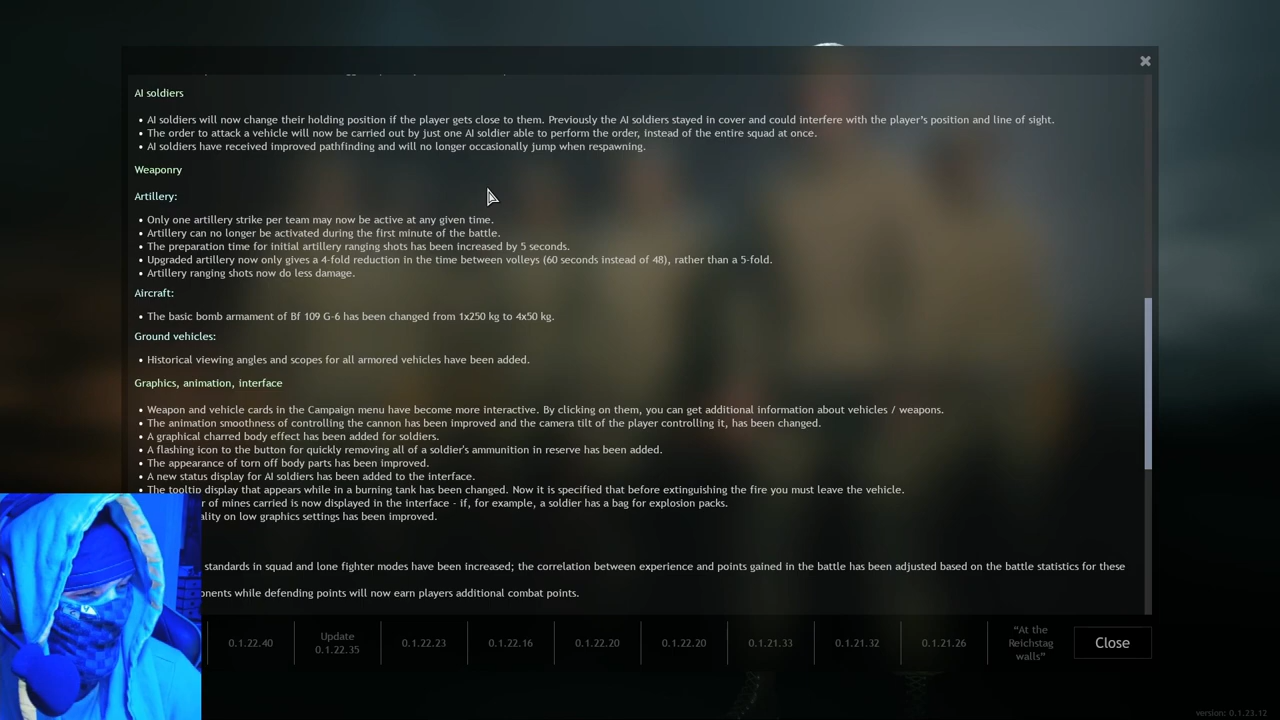 AI soldiers
• AI soldiers will now change their holding position if the player gets close to them. Previously the AI soldiers stayed in cover and could interfere with the player's position and line of sight.
• The order to attack a vehicle will now be carried out by just one AI soldier able to perform the order, instead of the entire squad at once.
• AI soldiers have received improved pathfinding and will no longer occasionally jump when respawning.
Weaponry
Artillery:
• Only one artillery strike per team may now be active at any given time.
• Artillery can no longer be activated during the first minute of the battle.
• The preparation time for initial artillery ranging shots has been increased by 5 seconds.
• Upgraded artillery now only gives a 4-fold reduction in the time between volleys (60 seconds instead of 48), rather than a 5-fold.
• Artillery ranging shots now do less damage.
Aircraft:
• The basic bomb armament of Bf 109 G-6 has been changed from 1x250 kg to 4x50 kg.
Ground vehicles:
• Historical viewing angles and scopes for all armored vehicles have been added.
Graphics, animation, interface
• Weapon and vehicle cards in the Campaign menu have become more interactive. By clicking on them, you can get additional information about vehicles / weapons.
• The animation smoothness of controlling the cannon has been improved and the camera tilt of the player controlling it, has been changed.
• A graphical charred body effect has been added for soldiers.
• A flashing icon to the button for quickly removing all of a soldier's ammunition in reserve has been added.
• The appearance of torn off body parts has been improved.
• A new status display for AI soldiers has been added to the interface.
• The tooltip display that appears while in a burning tank has been changed. Now it is specified that before extinguishing the fire you must leave the vehicle.
of mines carried is now displayed in the interface - if, for example, a soldier has a bag for explosion packs.
on low graphics settings has been improved.
standards in squad and lone fighter modes have been increased; the correlation between experience and points gained in the battle has been adjusted based on the battle statistics for these
while defending points will now earn players additional combat points.
0.1.22.40
Update
0.1.22.35
0.1.22.23
0.1.22.16
0.1.22.20
0.1.22.20
0.1.21.33
0.1.21.32
0.1.21.26
"At the
Reichstag
walls"
Close
version: 0.1.23.12